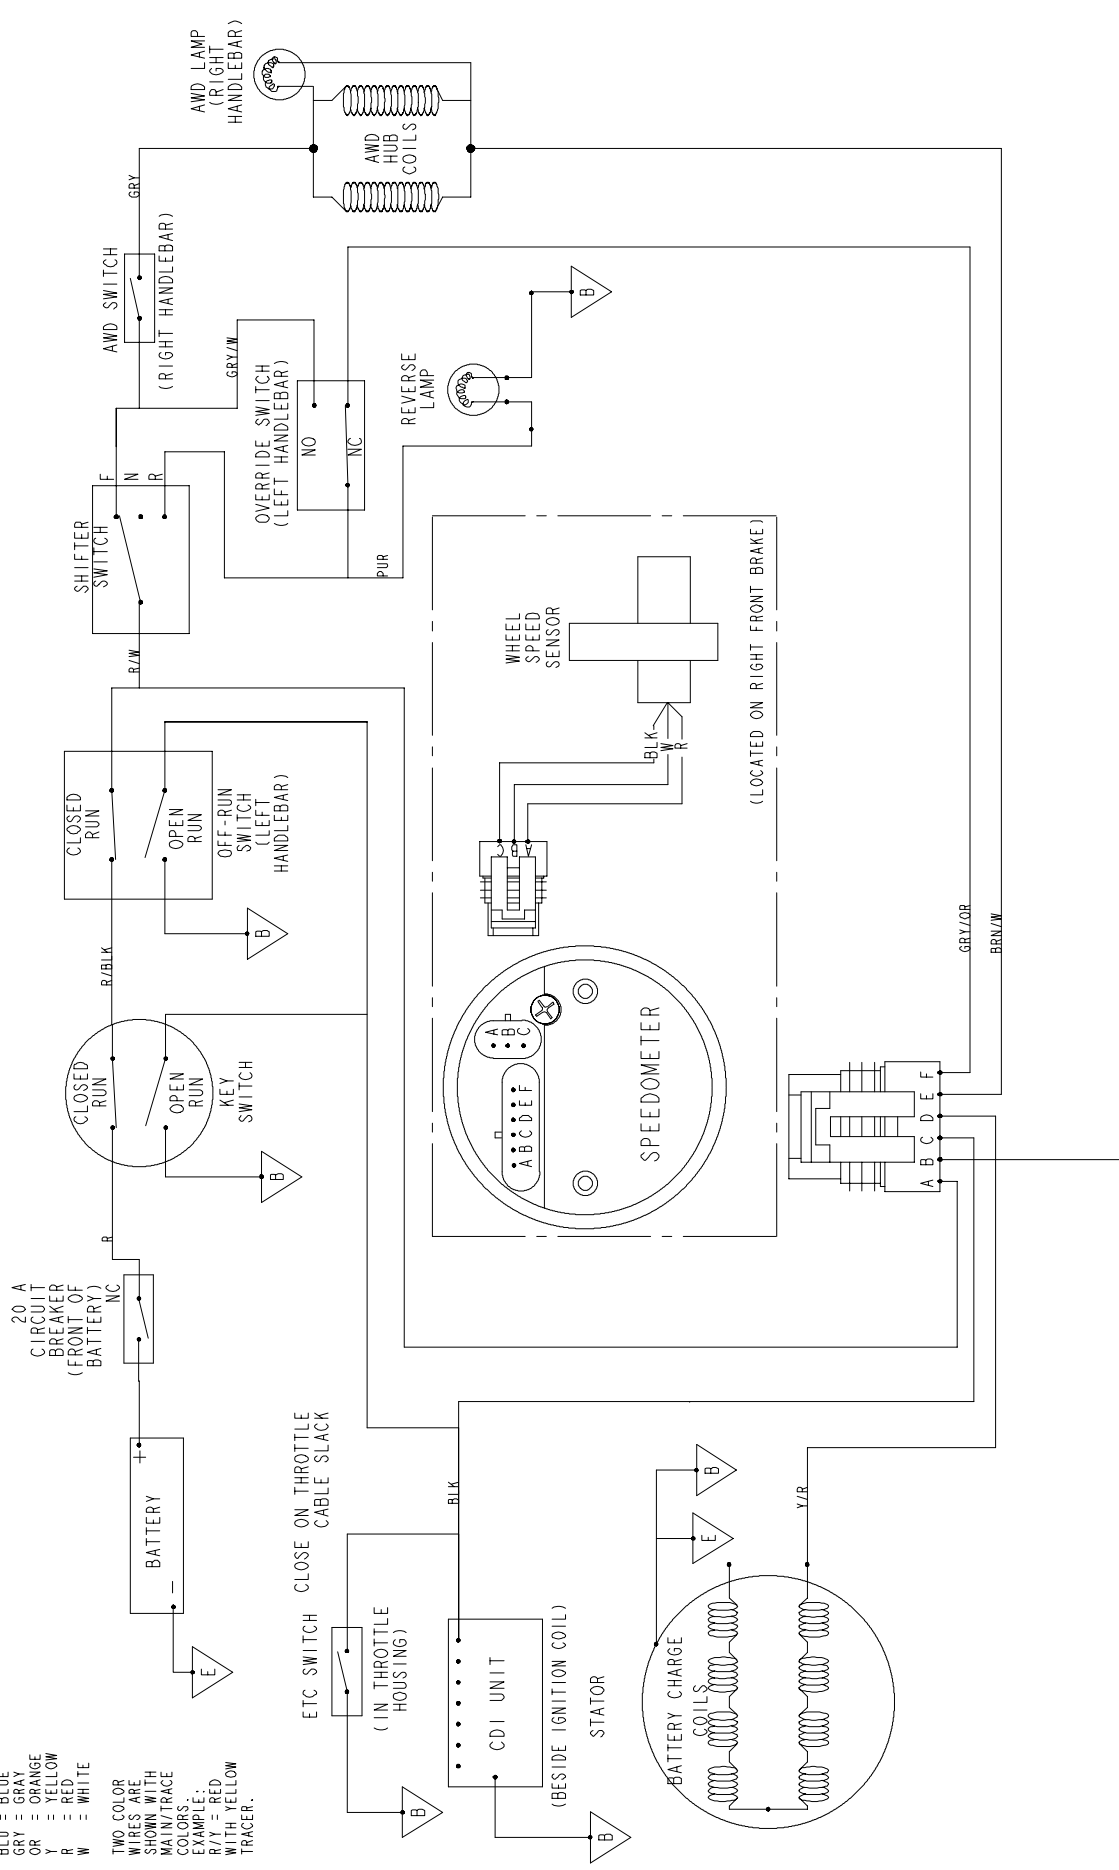 BLU = BLUE
GRY = GRAY
OR = ORANGE
Y = YELLOW
R = RED
W = WHITE
TWO COLOR
WIRES ARE
SHOWN WITH
MAIN/TRACE
COLORS.
EXAMPLE:
R/Y = RED
WITH YELLOW
TRACER.
E
-
BATTERY
+
20 A
CIRCUIT
BREAKER
(FRONT OF
BATTERY)
NC
R
CLOSED
RUN
OPEN
RUN
KEY
SWITCH
B
R/BLK
CLOSED
RUN
OPEN
RUN
OFF-RUN
SWITCH
(LEFT
HANDLEBAR)
B
R/W
SHIFTER
SWITCH
F
N
R
AWD SWITCH
(RIGHT HANDLEBAR)
GRY
AWD LAMP
(RIGHT
HANDLEBAR)
AWD
HUB
COILS
GRY/W
OVERRIDE SWITCH
(LEFT HANDLEBAR)
NO
NC
PUR
REVERSE
LAMP
B
ETC SWITCH
CLOSE ON THROTTLE
CABLE SLACK
(IN THROTTLE
HOUSING)
B
BLK
CDI UNIT
(BESIDE IGNITION COIL)
B
STATOR
BATTERY CHARGE
COILS
E
B
Y/R
SPEEDOMETER
A B C D E F
A B C
C
B
A
WHEEL
SPEED
SENSOR
BLK
W
R
(LOCATED ON RIGHT FRONT BRAKE)
A B C D E F
GRY/OR
BRN/W